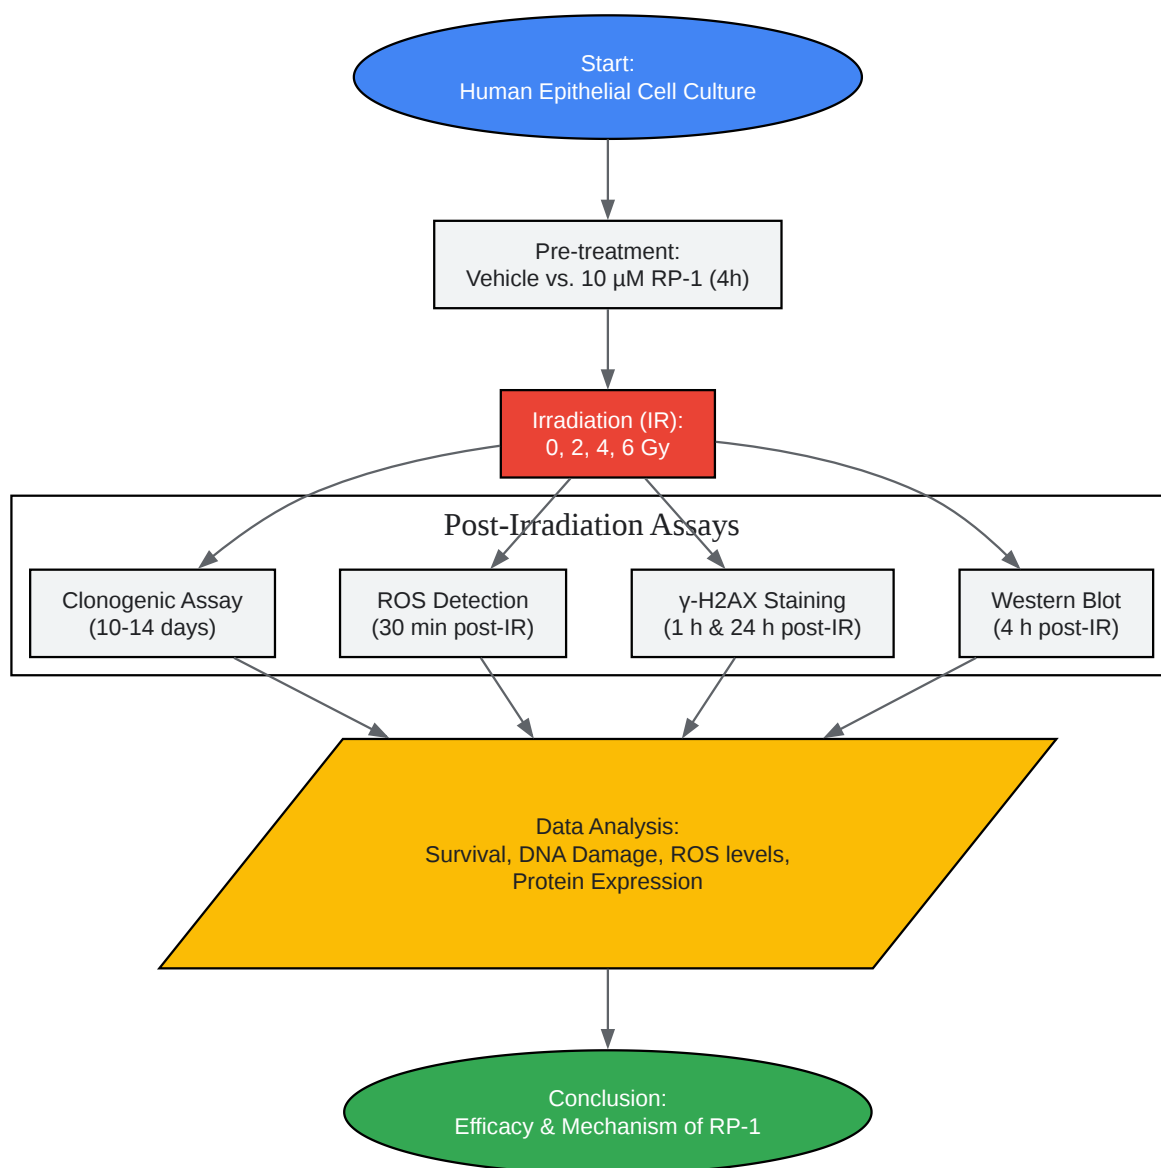 Start:
Human Epithelial Cell Culture
Pre-treatment:
Vehicle vs. 10 µM RP-1 (4h)
Irradiation (IR):
0, 2, 4, 6 Gy
Post-Irradiation Assays
Clonogenic Assay
(10-14 days)
ROS Detection
(30 min post-IR)
γ-H2AX Staining
(1 h & 24 h post-IR)
Western Blot
(4 h post-IR)
Data Analysis:
Survival, DNA Damage, ROS levels,
Protein Expression
Conclusion:
Efficacy & Mechanism of RP-1